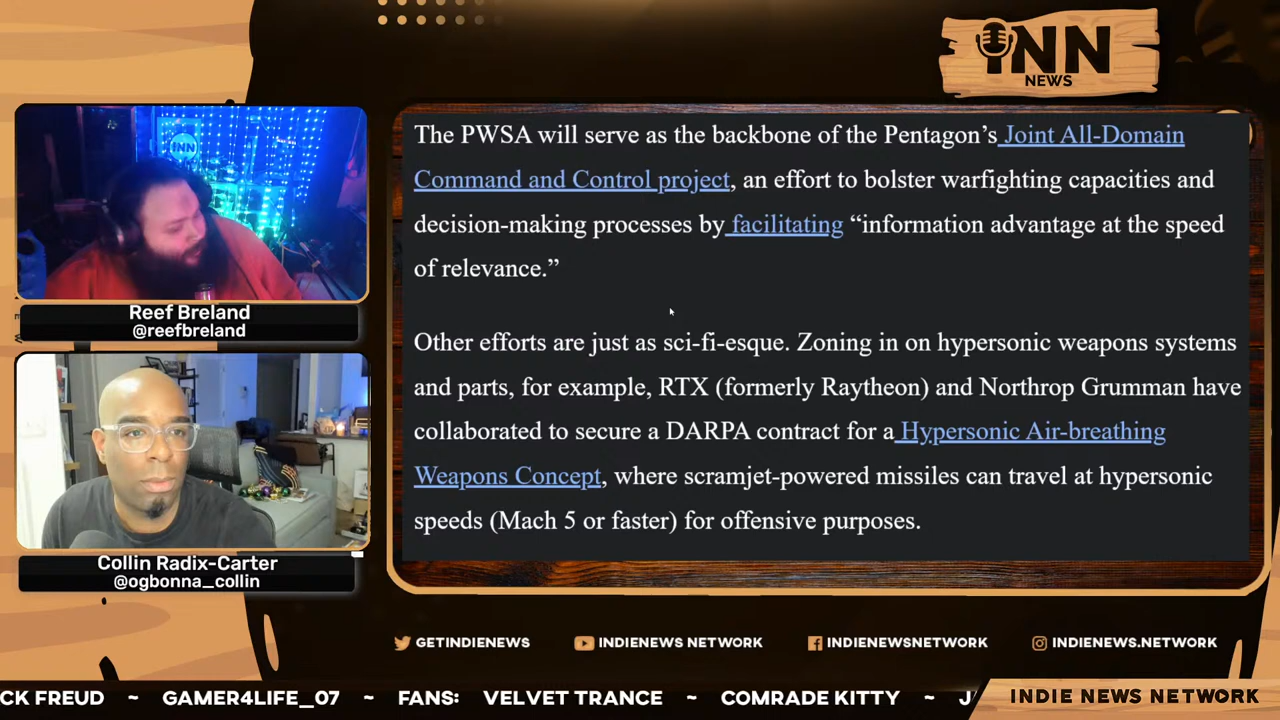 INN
NEWS
INN
Reef Breland
@reefbreland
Collin Radix-Carter
@ogbonna_collin
The PWSA will serve as the backbone of the Pentagon’s Joint All-Domain
Command and Control project, an effort to bolster warfighting capacities and
decision-making processes by facilitating “information advantage at the speed
of relevance.”
Other efforts are just as sci-fi-esque. Zoning in on hypersonic weapons systems
and parts, for example, RTX (formerly Raytheon) and Northrop Grumman have
collaborated to secure a DARPA contract for a Hypersonic Air-breathing
Weapons Concept, where scramjet-powered missiles can travel at hypersonic
speeds (Mach 5 or faster) for offensive purposes.
GETINDIENEWS
INDIENEWS NETWORK
INDIENEWSNETWORK
INDIENEWS.NETWORK
CK FREUD ~ GAMER4LIFE_07 ~ FANS: VELVET TRANCE ~ COMRADE KITTY ~ J
INDIE NEWS NETWORK